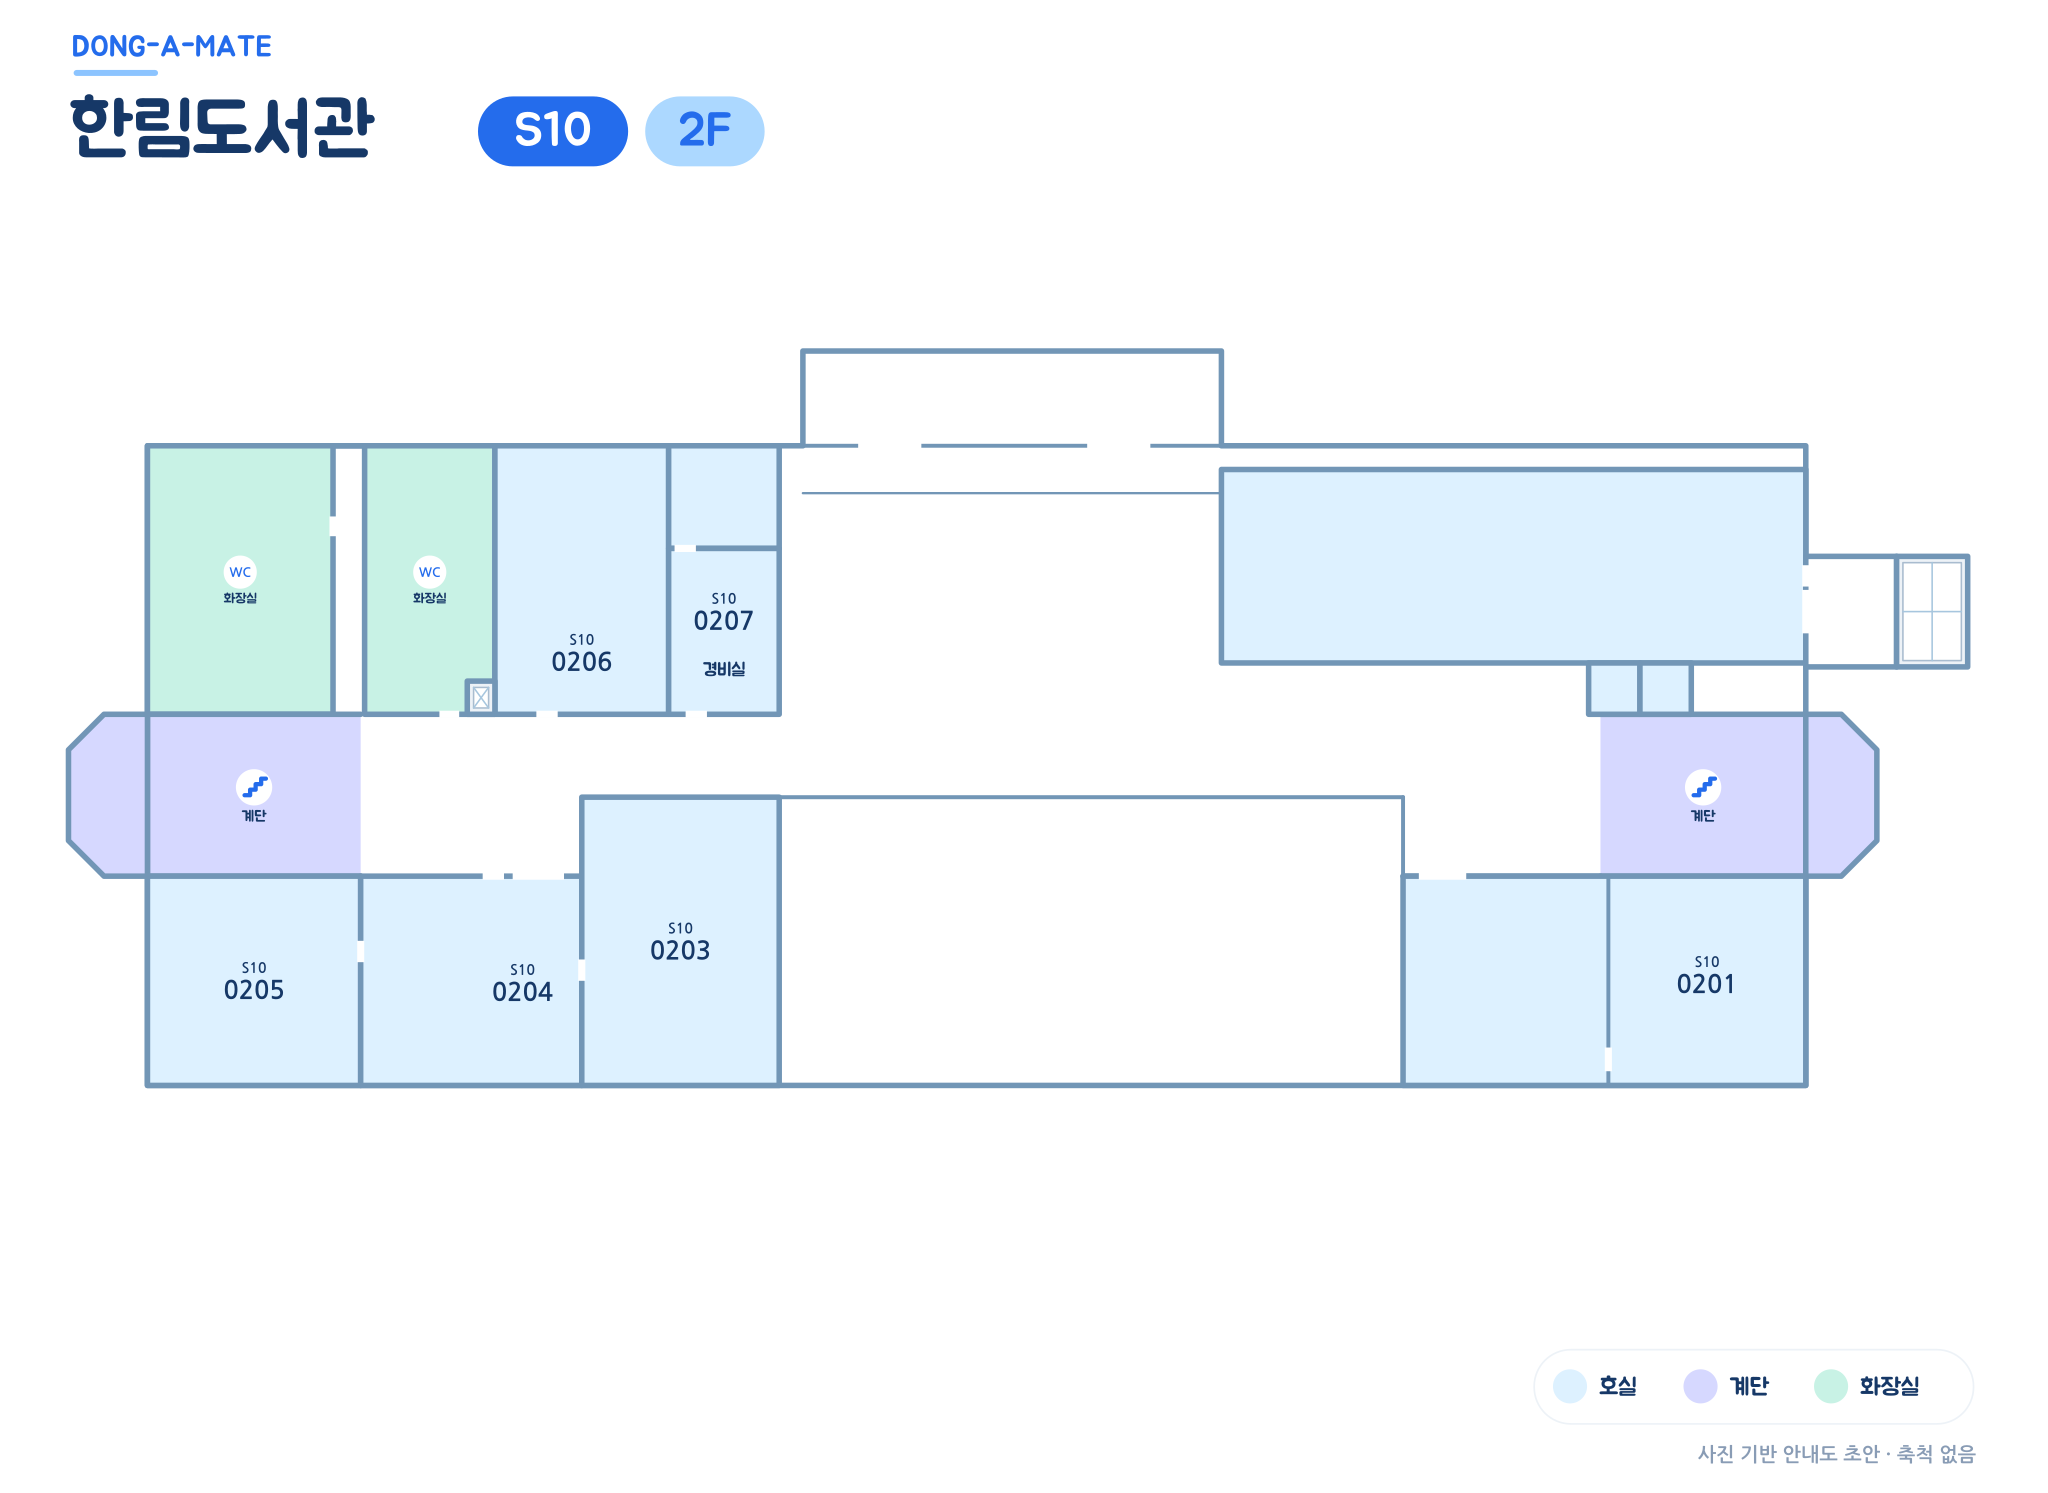 DONG-A-MATE
한림도서관 S10 2F
WC
화장실
WC
화장실
S10
0206
S10
0207
경비실
계단
계단
S10
0205
S10
0204
S10
0203
S10
0201
호실 계단 화장실
사진 기반 안내도 초안 · 축척 없음